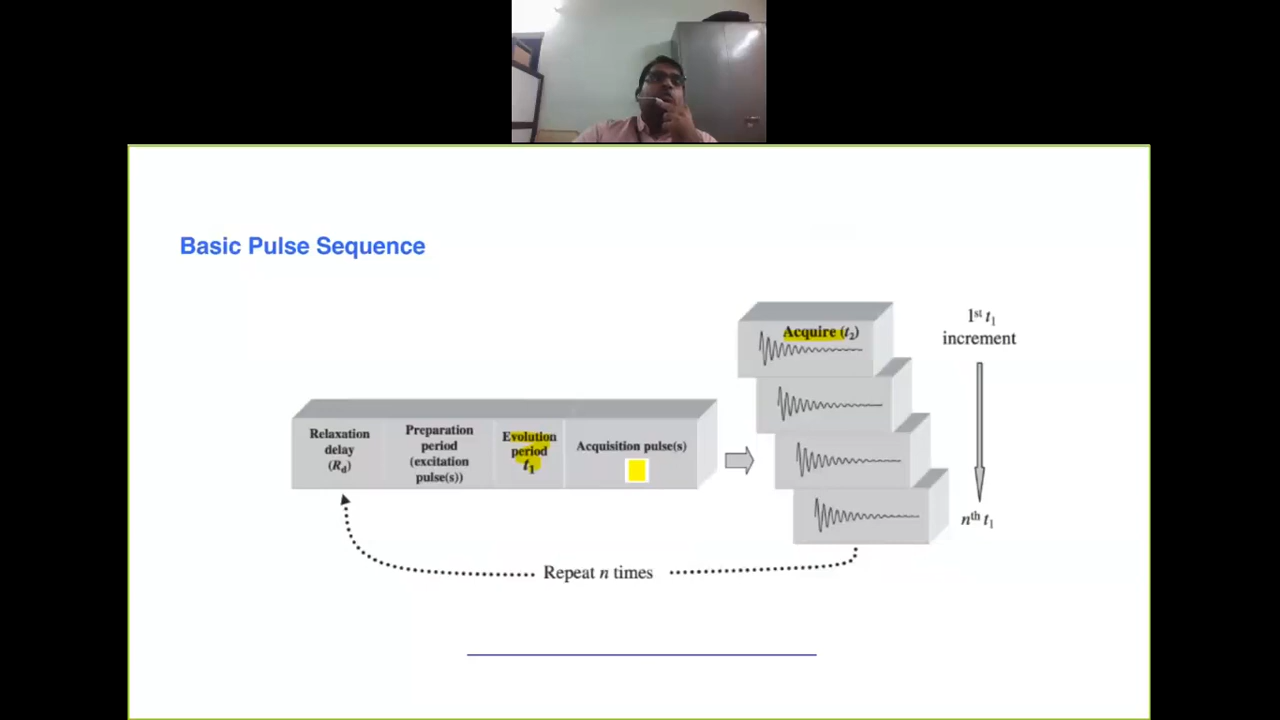 Basic Pulse Sequence
Relaxation
delay
(R_d)
Preparation
period
(excitation
pulse(s))
Evolution
period
t₁
Acquisition pulse(s)
Acquire (t₂)
1ˢᵗ t₁
increment
nᵗʰ t₁
Repeat n times